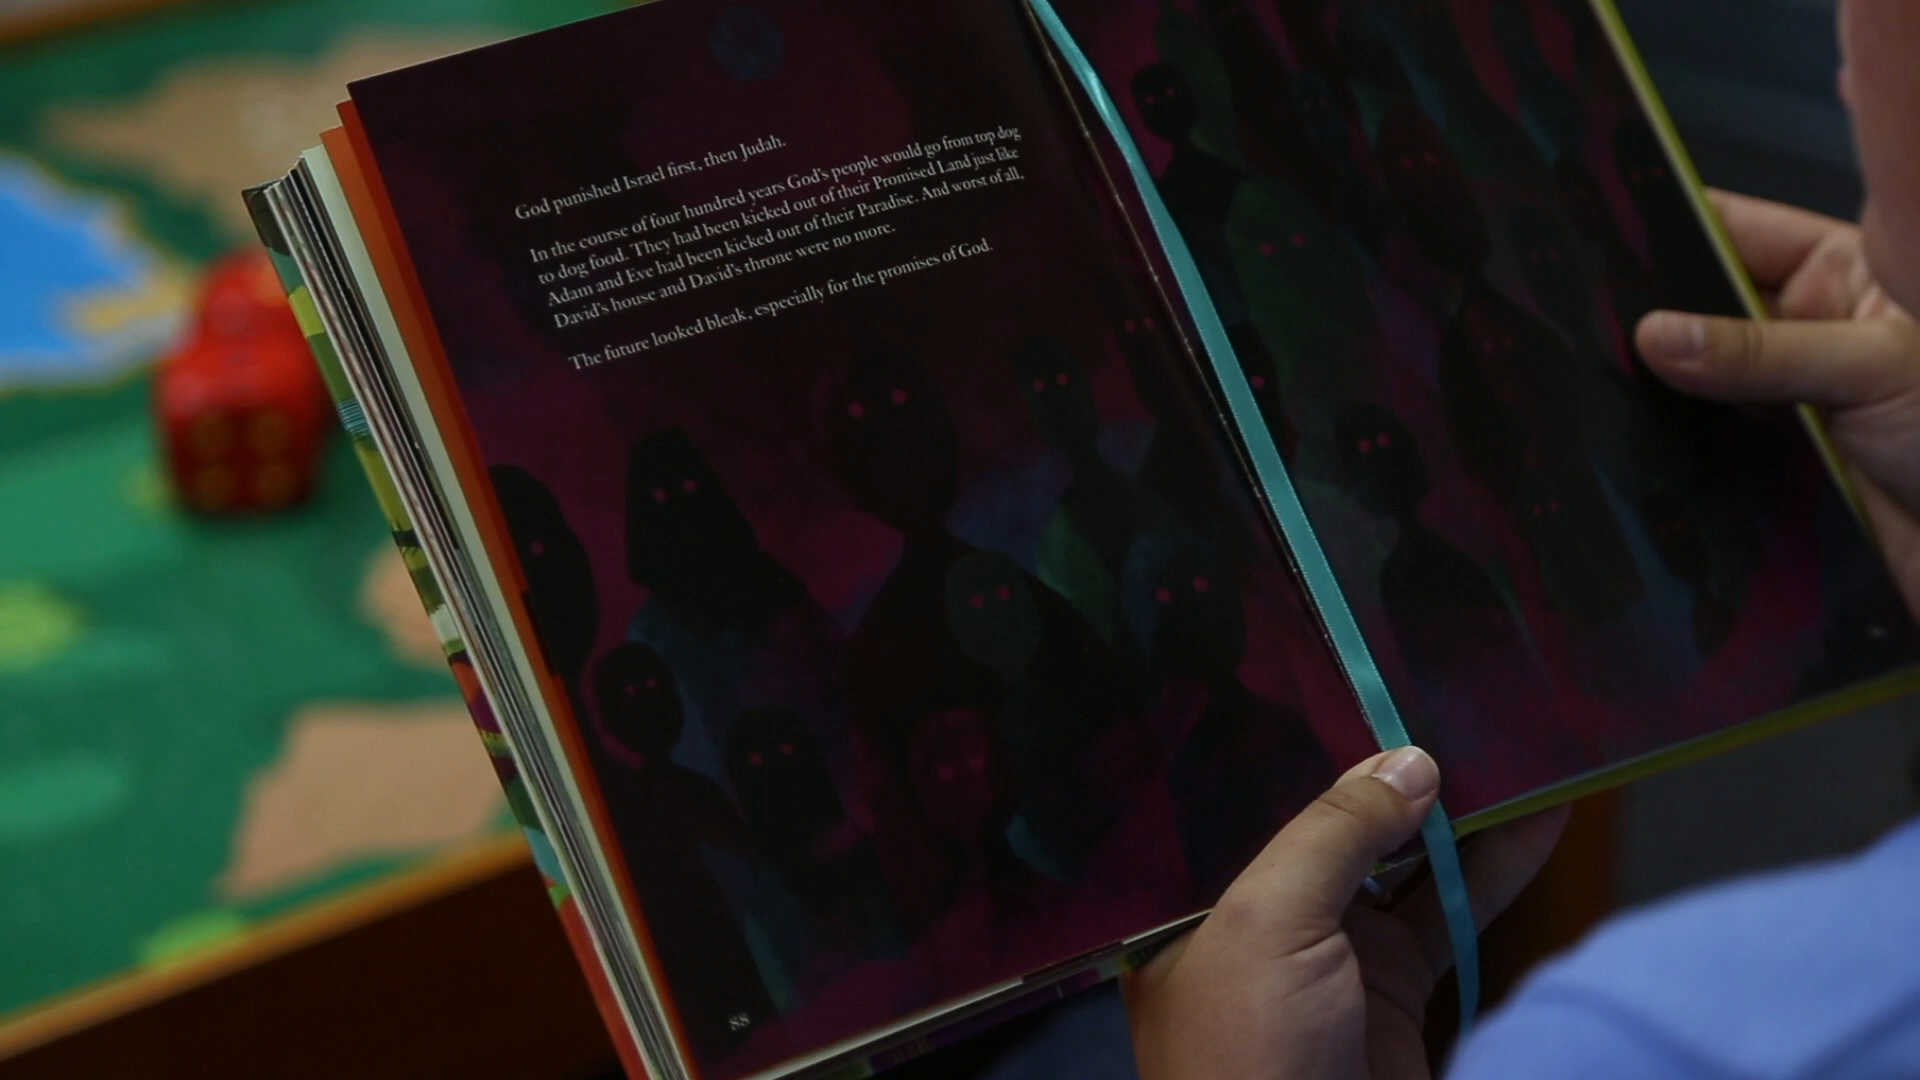 God punished Israel first, then Judah.
In the course of four hundred years God's people would go from top dog
to dog food. They had been kicked out of their Promised Land just like
Adam and Eve had been kicked out of their Paradise. And worst of all,
David's house and David's throne were no more.
The future looked bleak, especially for the promises of God.
88